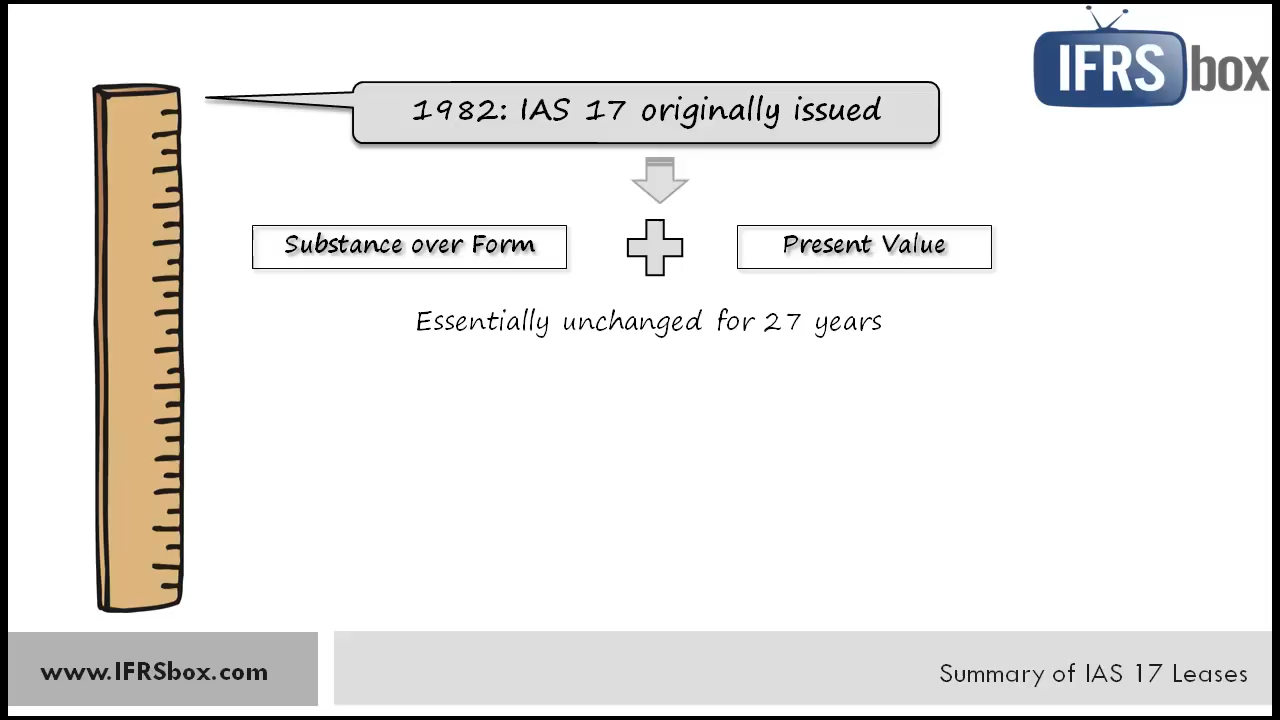 IFRS box
1982: IAS 17 originally issued
Substance over Form
Present Value
Essentially unchanged for 27 years
www.IFRSbox.com
Summary of IAS 17 Leases